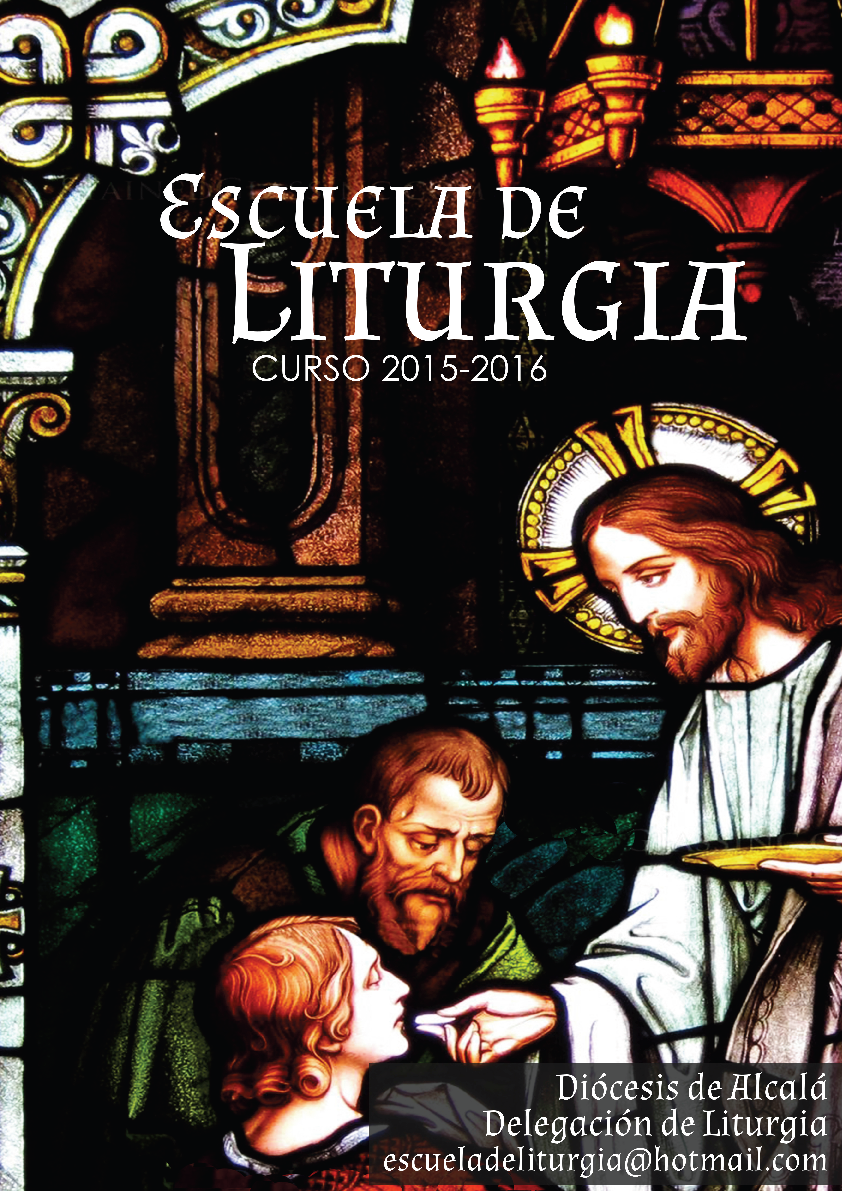 Escuela de
Liturgia
CURSO 2015-2016
Diócesis de Alcalá
Delegación de Liturgia
escueladeliturgia@hotmail.com